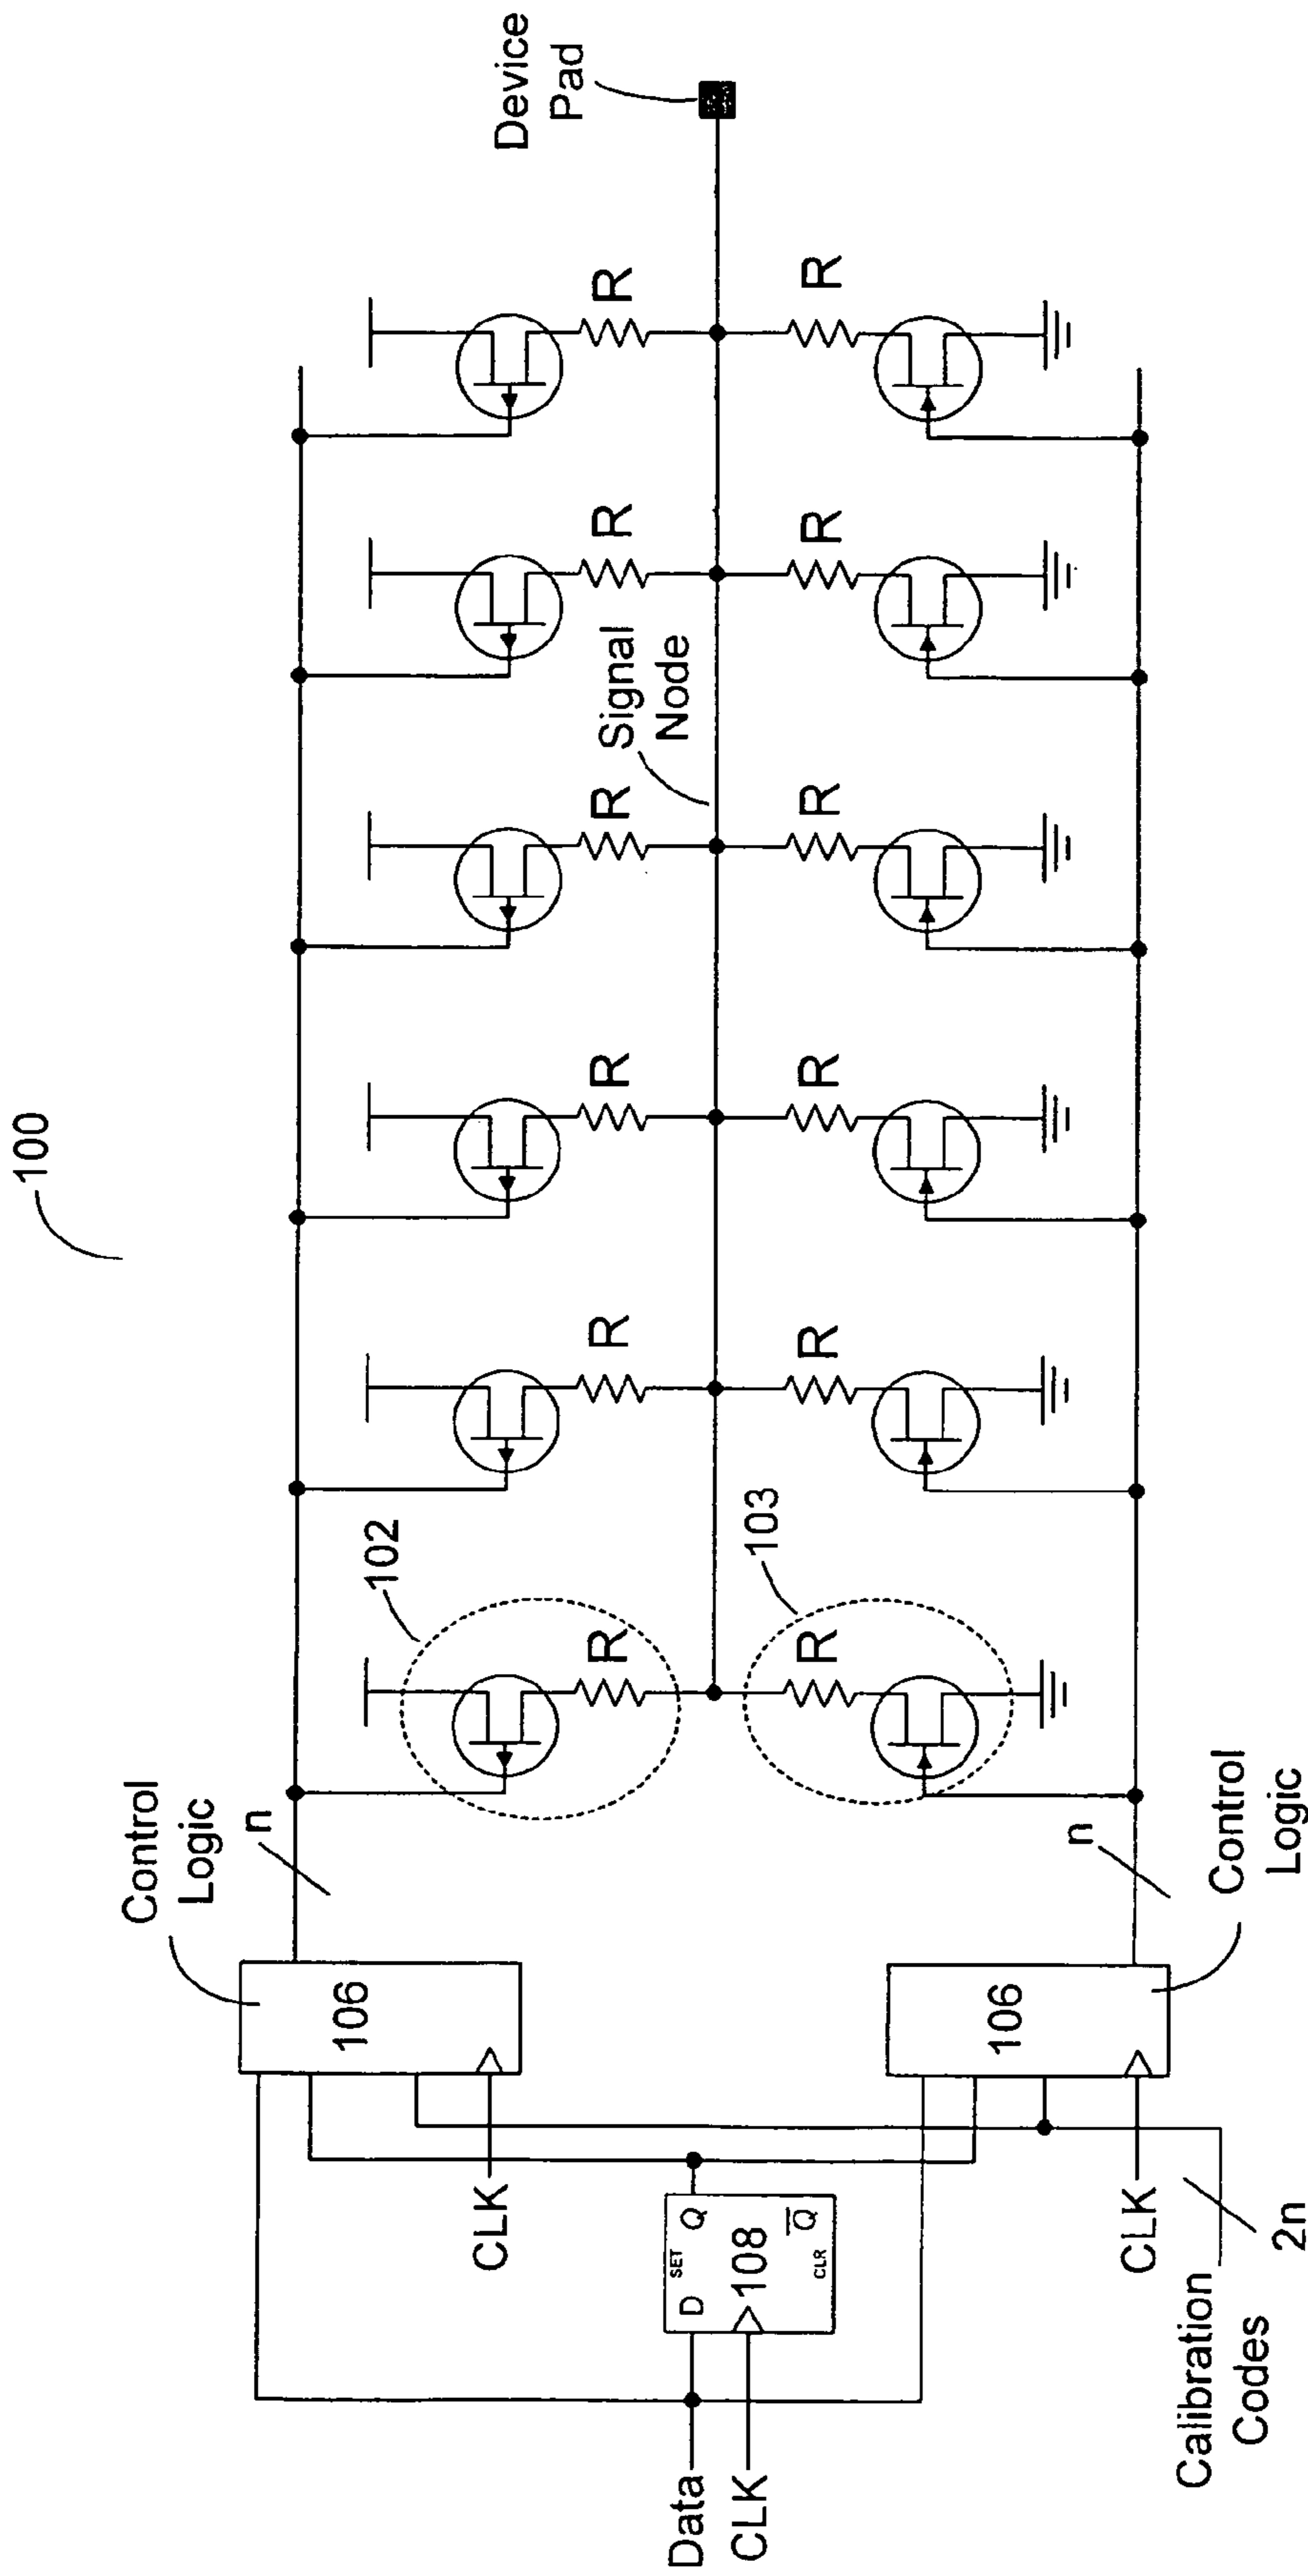 100
Device
Pad
Control
Logic
n
102
R
R
R
R
R
R
Signal
Node
106
CLK
Data
CLK
D
SET
Q
108
CLR
Q̅
103
R
R
R
R
R
R
106
CLK
n
Control
Logic
2n
Calibration
Codes